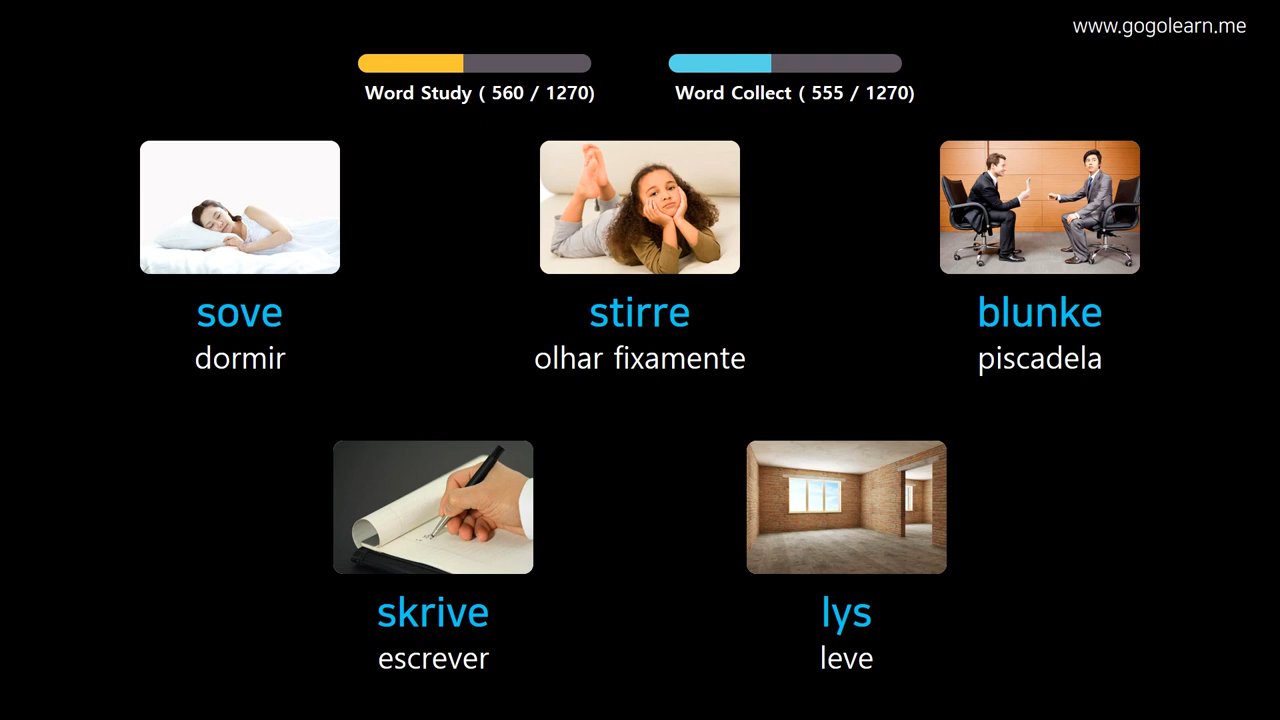 www.gogolearn.me
Word Study ( 560 / 1270)
Word Collect ( 555 / 1270)
sove
dormir
stirre
olhar fixamente
blunke
piscadela
skrive
escrever
lys
leve